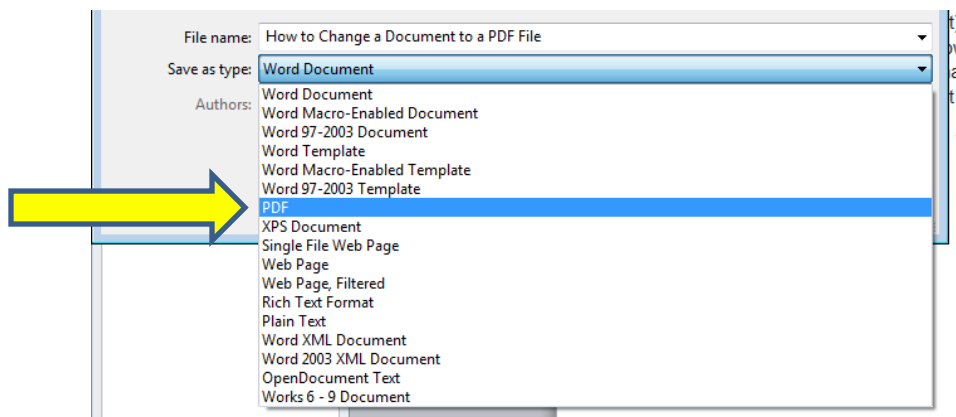 File name: How to Change a Document to a PDF File
Save as type: Word Document
Authors:
Word Document
Word Macro-Enabled Document
Word 97-2003 Document
Word Template
Word Macro-Enabled Template
Word 97-2003 Template
PDF
XPS Document
Single File Web Page
Web Page
Web Page, Filtered
Rich Text Format
Plain Text
Word XML Document
Word 2003 XML Document
OpenDocument Text
Works 6 - 9 Document